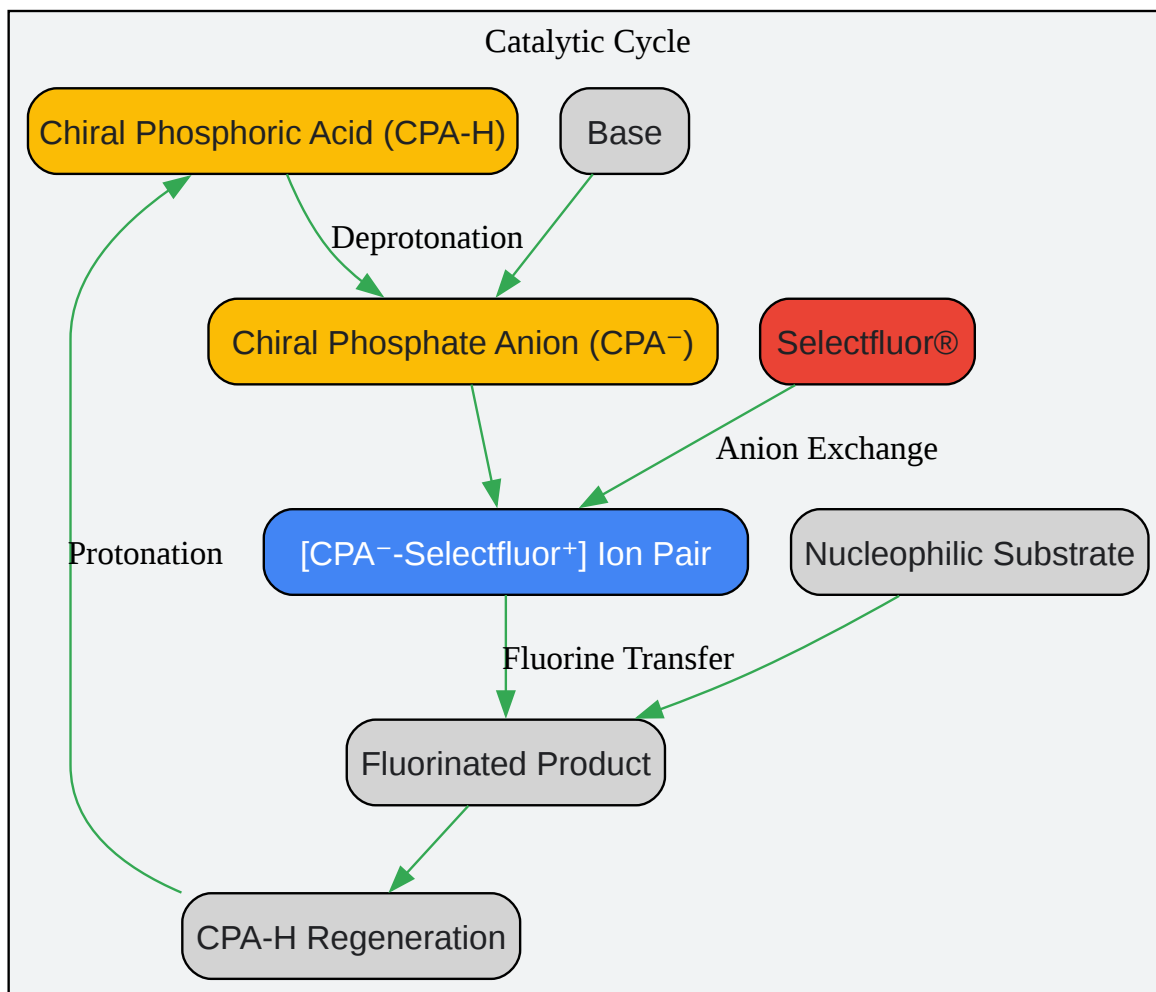 Catalytic Cycle
Chiral Phosphoric Acid (CPA-H)
Base
Deprotonation
Chiral Phosphate Anion (CPA⁻)
Selectfluor®
Anion Exchange
Protonation
[CPA⁻-Selectfluor⁺] Ion Pair
Nucleophilic Substrate
Fluorine Transfer
Fluorinated Product
CPA-H Regeneration